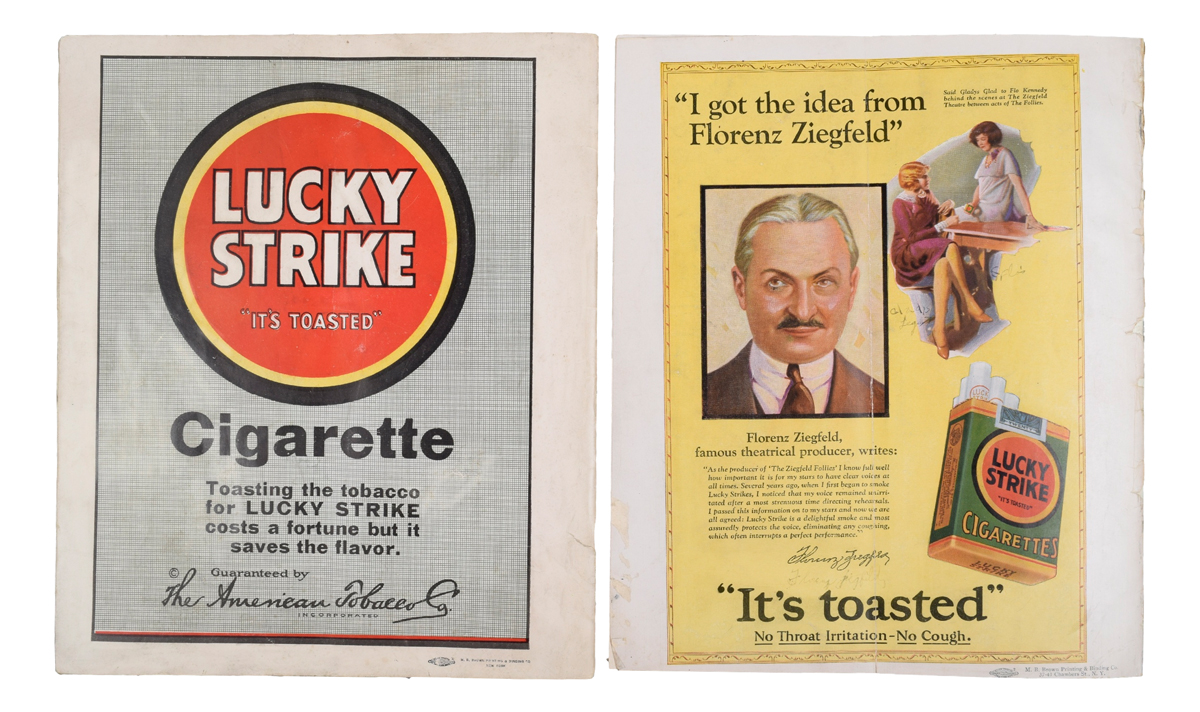 LUCKY
STRIKE
"IT'S TOASTED"
Cigarette
Toasting the tobacco
for LUCKY STRIKE
costs a fortune but it
saves the flavor.
© Guaranteed by
The American Tobacco Co.
INCORPORATED
"I got the idea from
Florenz Ziegfeld"
Said Gladys Glad to Flo Kennedy
behind the scenes at The Ziegfeld
Theatre between acts of The Follies.
Florenz Ziegfeld,
famous theatrical producer, writes:
"As the producer of 'The Ziegfeld Follies' I know full well
how important it is for my stars to have clear voices at
all times. Several years ago, when I first began to smoke
Lucky Strikes, I noticed that my voice remained unirri-
tated after a most strenuous time directing rehearsals.
I passed this information on to my stars and now we are
all agreed: Lucky Strike is a delightful smoke and most
assuredly protects the voice, eliminating any coughing,
which often interrupts a perfect performance."
Florenz Ziegfeld
LUCKY
STRIKE
"IT'S TOASTED"
CIGARETTES
"It's toasted"
No Throat Irritation-No Cough.
M. B. Brown Printing & Binding Co.